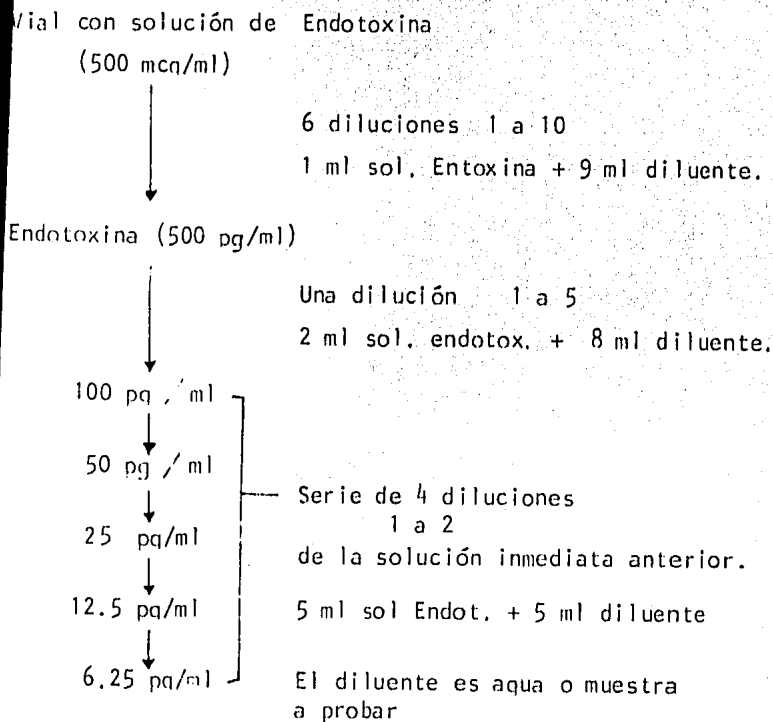 Vial con solución de Endotoxina
(500 mcg/ml)
6 diluciones 1 a 10
1 ml sol. Entoxina + 9 ml diluente.
Endotoxina (500 pg/ml)
Una dilución 1 a 5
2 ml sol. endotox. + 8 ml diluente.
100 pg / ml
50 pg / ml
Serie de 4 diluciones
1 a 2
25 pg/ml
de la solución inmediata anterior.
12.5 pg/ml
5 ml sol Endot. + 5 ml diluente
6.25 pg/ml
El diluente es agua o muestra
a probar